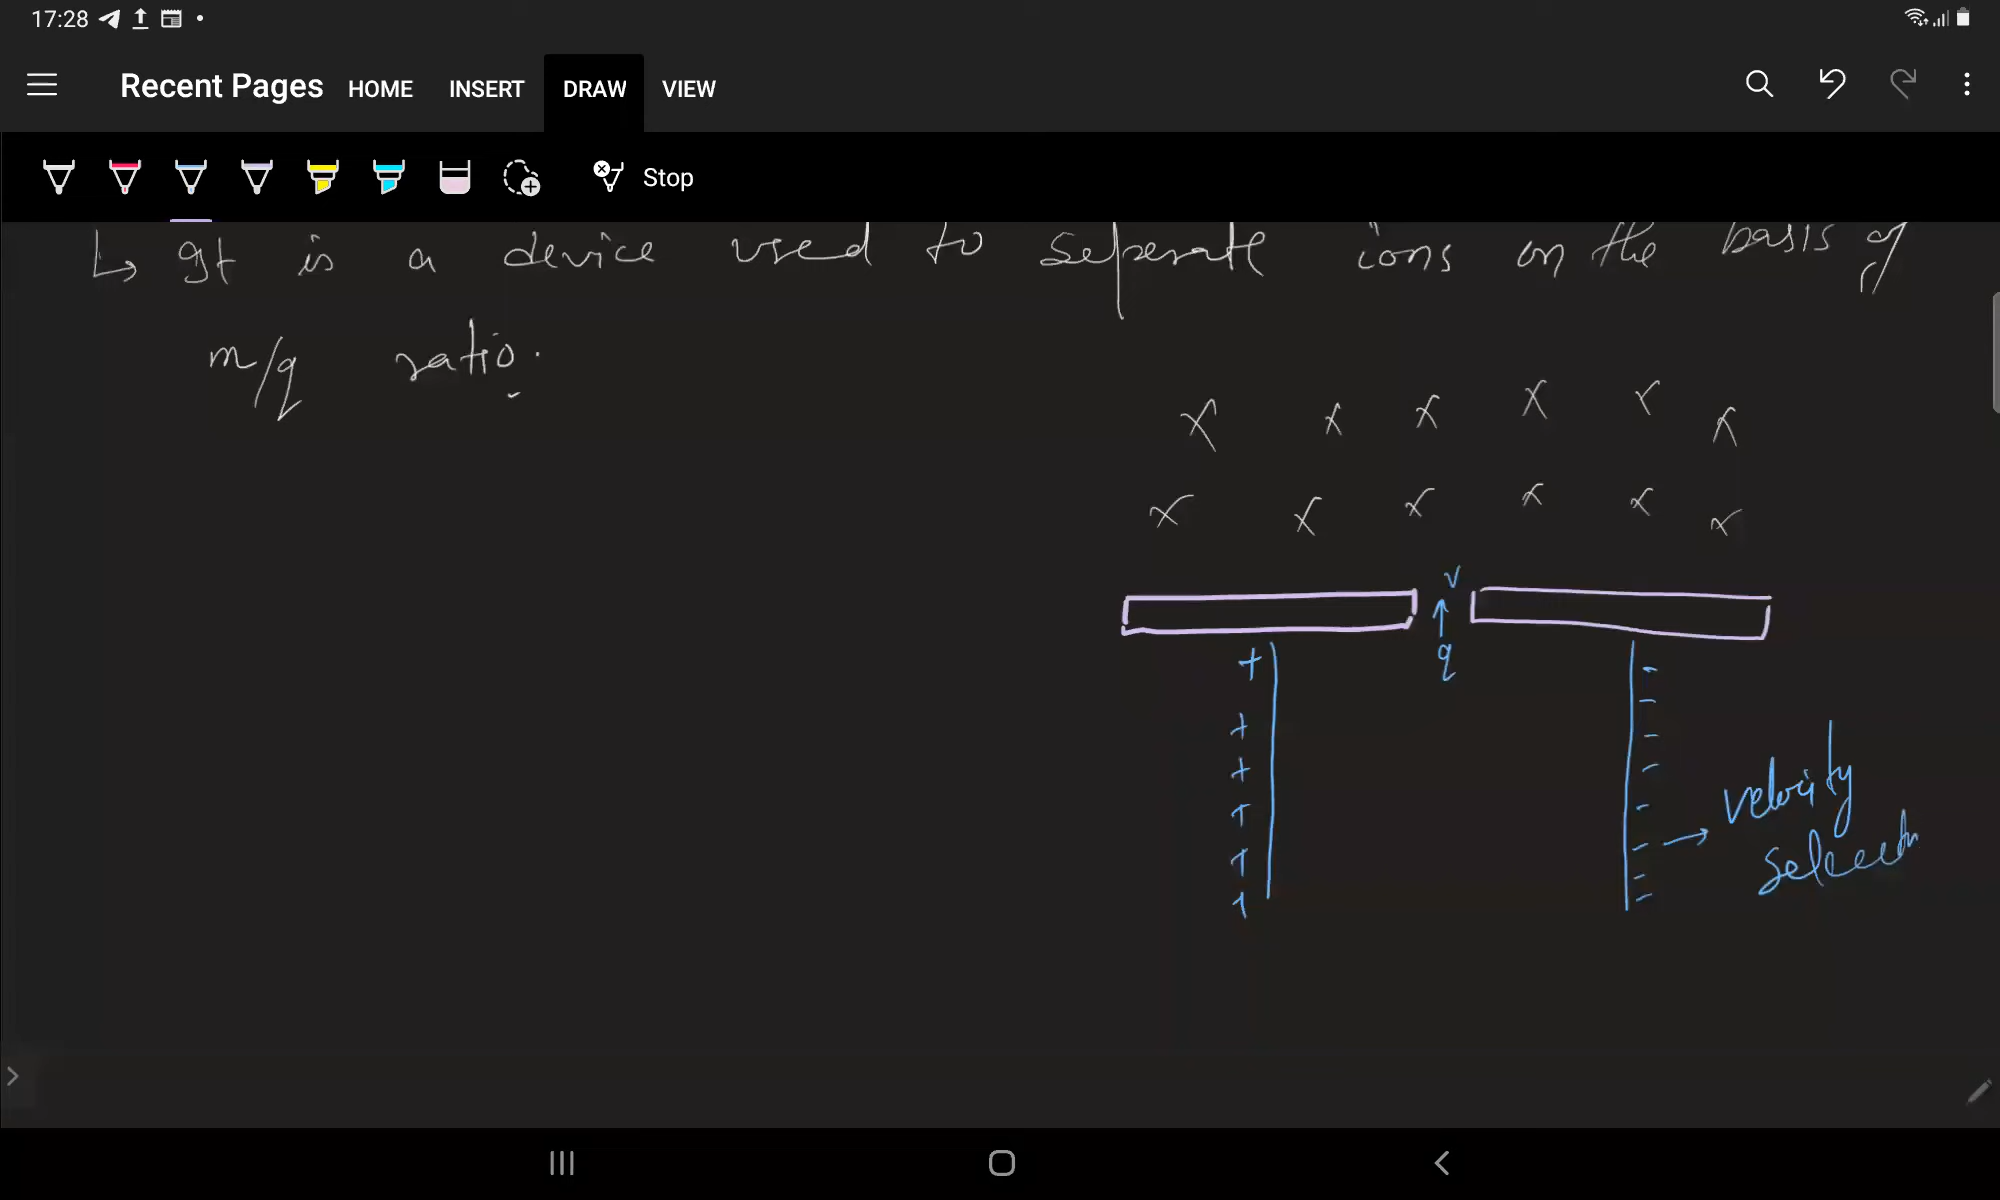 17:28
Recent Pages HOME INSERT DRAW VIEW
Stop
It is a device used to seperate ions on the basis of
m/q ratio.
x x x x x x
x x x x x x
v
q
+ -
+ -
+ -
+ -
+ -
+ -
-
-
velocity
selector